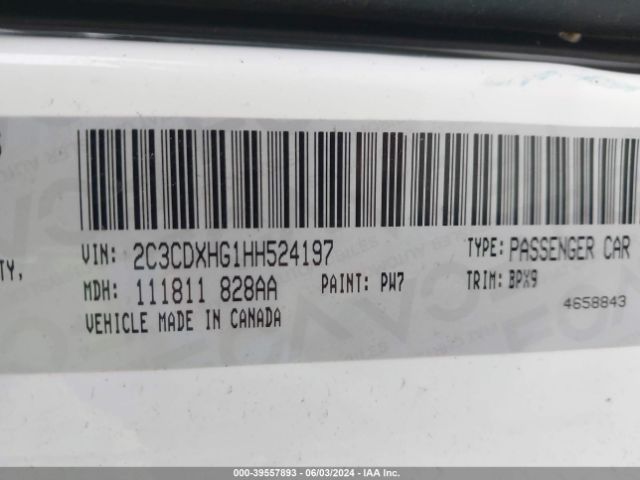 VIN: 2C3CDXHG1HH524197 TYPE: PASSENGER CAR
TY,
MDH: 111811 828AA PAINT: PW7 TRIM: BPX9
4658843
VEHICLE MADE IN CANADA
000-39557893 - 06/03/2024 - IAA Inc.